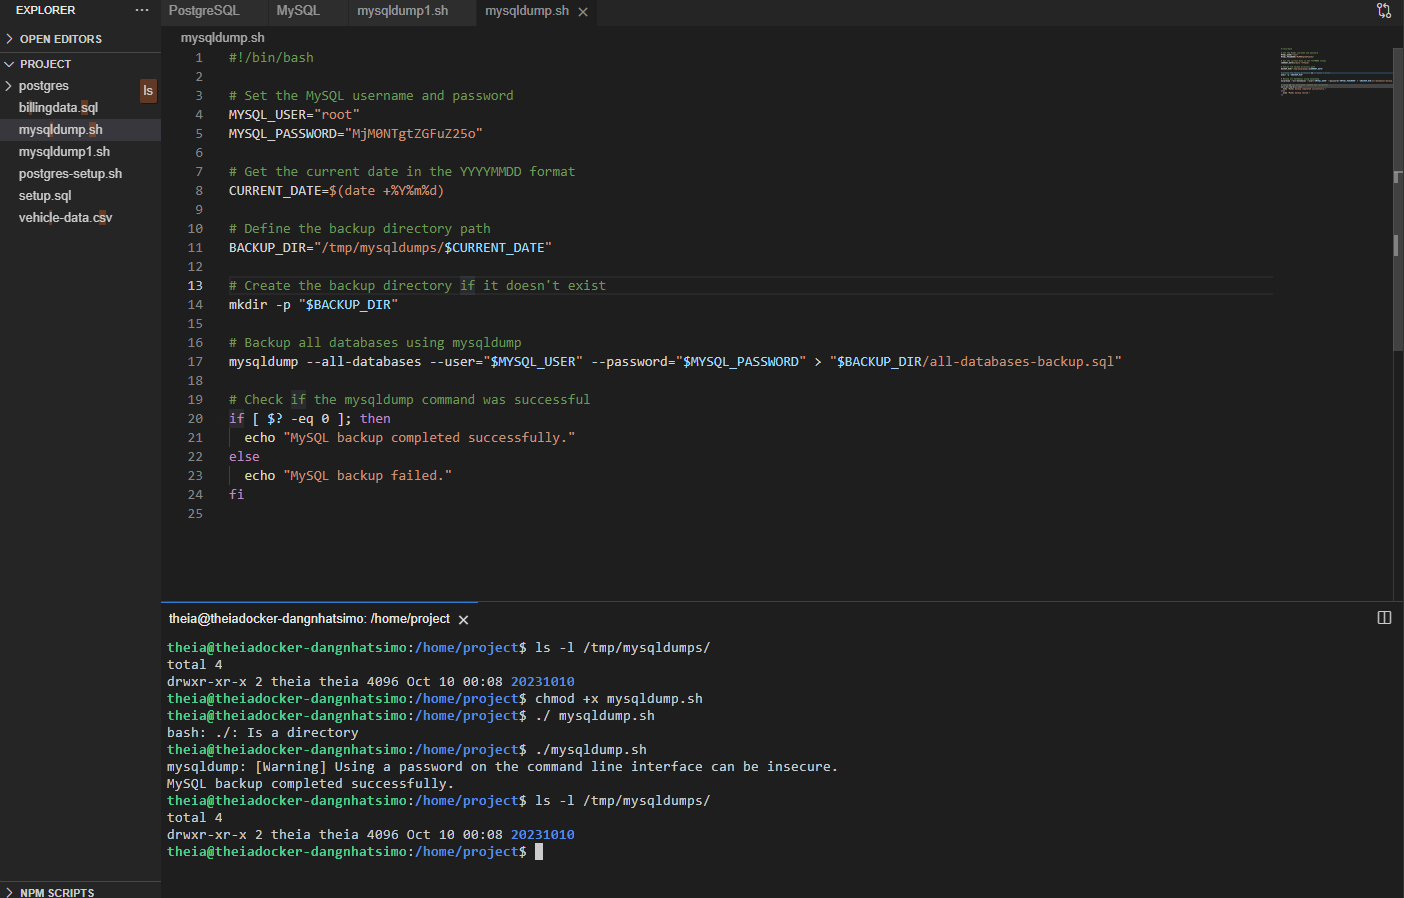 EXPLORER
···
OPEN EDITORS
PROJECT
postgres
ls
billingdata.sql
mysqldump.sh
mysqldump1.sh
postgres-setup.sh
setup.sql
vehicle-data.csv
NPM SCRIPTS
PostgreSQL MySQL mysqldump1.sh mysqldump.sh
mysqldump.sh
1 #!/bin/bash
2
3 # Set the MySQL username and password
4 MYSQL_USER="root"
5 MYSQL_PASSWORD="MjM0NTgtZGFuZ25o"
6
7 # Get the current date in the YYYYMMDD format
8 CURRENT_DATE=$(date +%Y%m%d)
9
10 # Define the backup directory path
11 BACKUP_DIR="/tmp/mysqldumps/$CURRENT_DATE"
12
13 # Create the backup directory if it doesn't exist
14 mkdir -p "$BACKUP_DIR"
15
16 # Backup all databases using mysqldump
17 mysqldump --all-databases --user="$MYSQL_USER" --password="$MYSQL_PASSWORD" > "$BACKUP_DIR/all-databases-backup.sql"
18
19 # Check if the mysqldump command was successful
20 if [ $? -eq 0 ]; then
21 echo "MySQL backup completed successfully."
22 else
23 echo "MySQL backup failed."
24 fi
25
theia@theiadocker-dangnhatsimo: /home/project
theia@theiadocker-dangnhatsimo:/home/project$ ls -l /tmp/mysqldumps/
total 4
drwxr-xr-x 2 theia theia 4096 Oct 10 00:08 20231010
theia@theiadocker-dangnhatsimo:/home/project$ chmod +x mysqldump.sh
theia@theiadocker-dangnhatsimo:/home/project$ ./ mysqldump.sh
bash: ./: Is a directory
theia@theiadocker-dangnhatsimo:/home/project$ ./mysqldump.sh
mysqldump: [Warning] Using a password on the command line interface can be insecure.
MySQL backup completed successfully.
theia@theiadocker-dangnhatsimo:/home/project$ ls -l /tmp/mysqldumps/
total 4
drwxr-xr-x 2 theia theia 4096 Oct 10 00:08 20231010
theia@theiadocker-dangnhatsimo:/home/project$